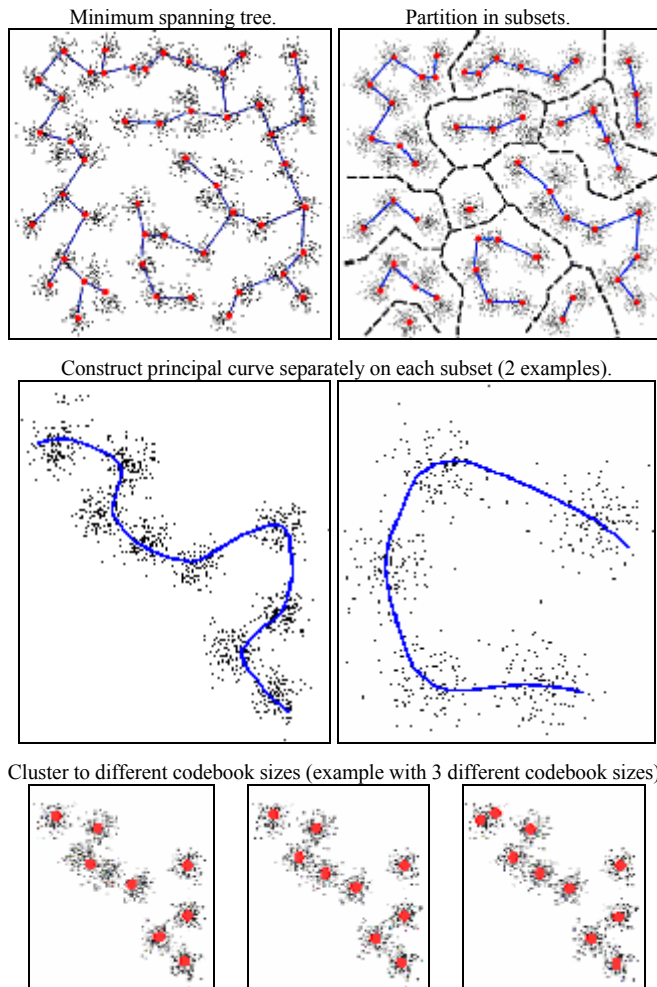 Minimum spanning tree.
Partition in subsets.
Construct principal curve separately on each subset (2 examples).
Cluster to different codebook sizes (example with 3 different codebook sizes)